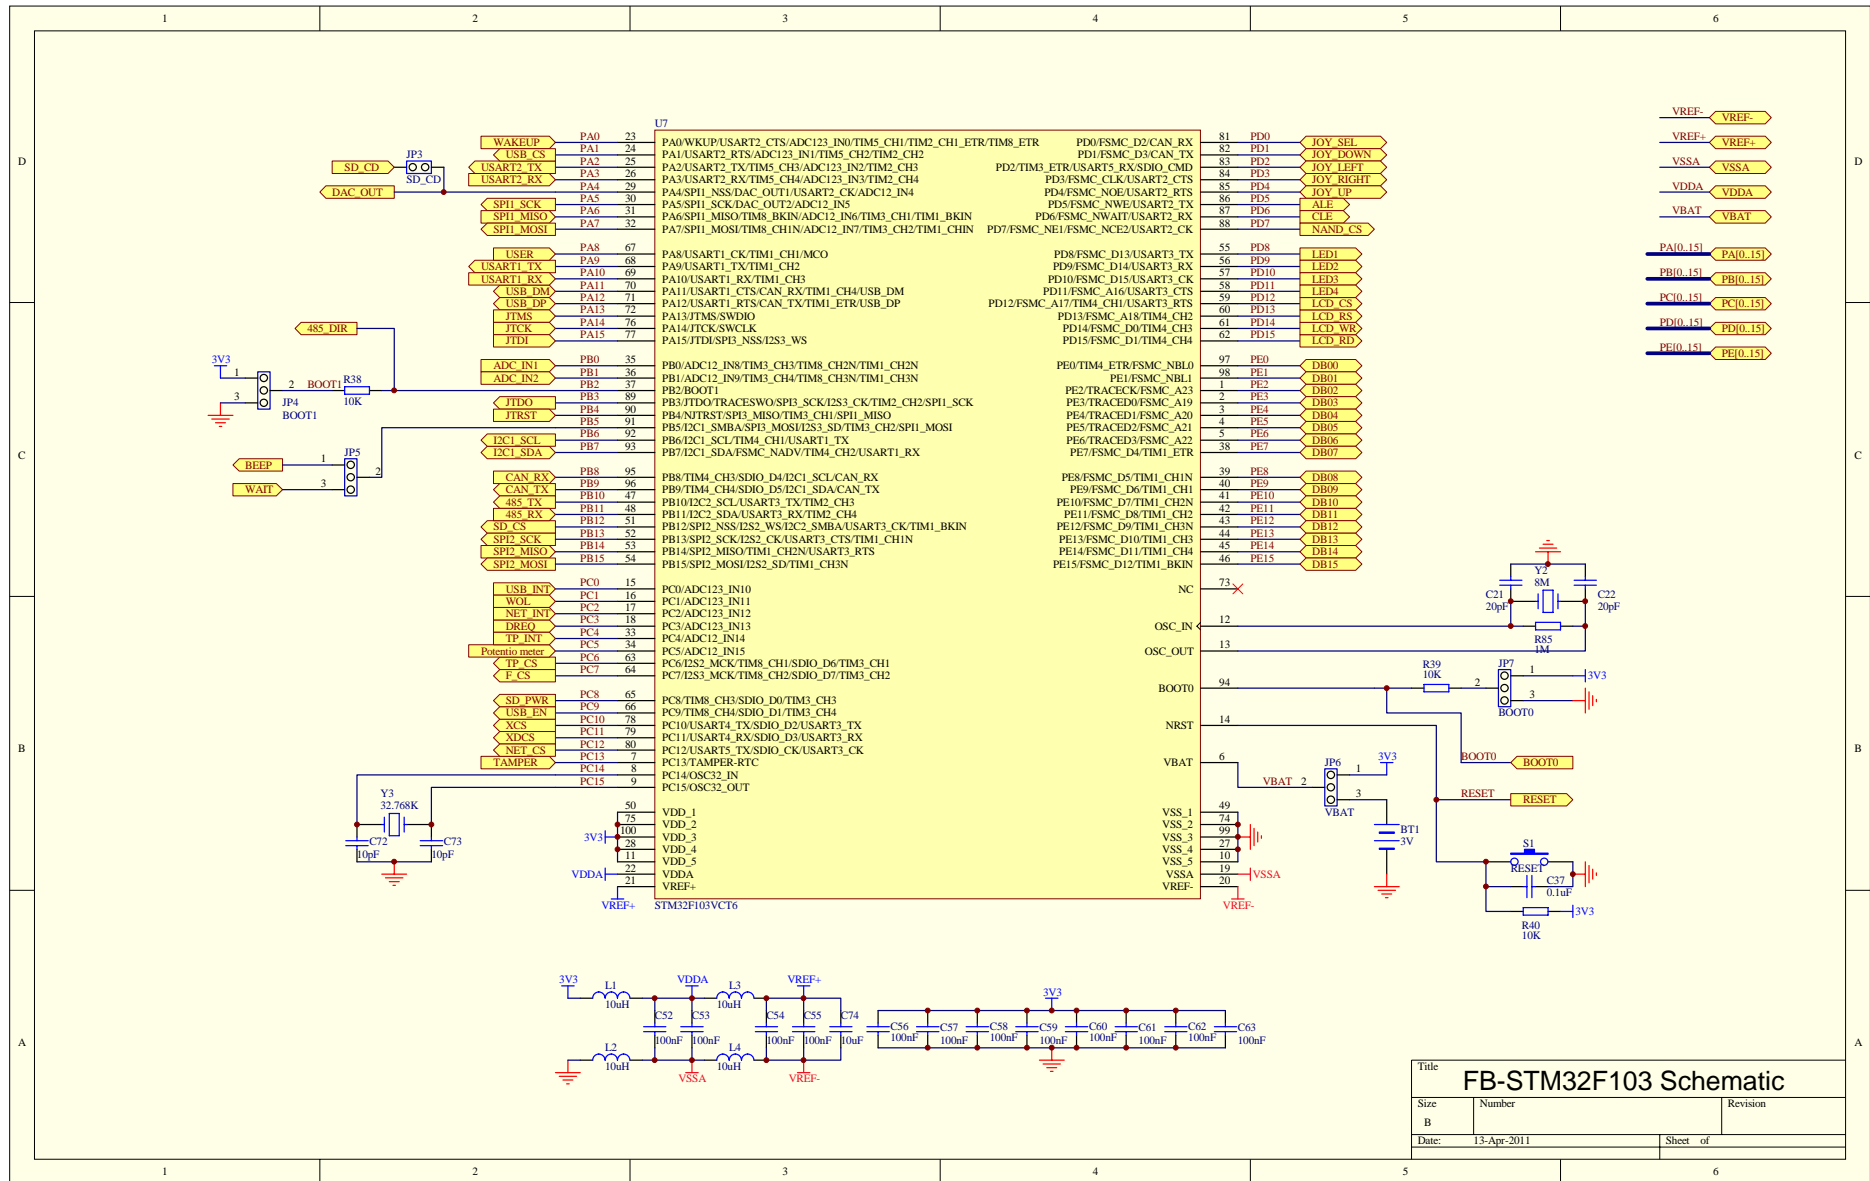 1 2 3 4 5 6
D
C
B
A
U7
WAKEUP PA0 23 PA0/WKUP/USART2_CTS/ADC123_IN0/TIM5_CH1/TIM2_CH1_ETR/TIM8_ETR
USB_CS PA1 24 PA1/USART2_RTS/ADC123_IN1/TIM5_CH2/TIM2_CH2
USART2_TX PA2 25 PA2/USART2_TX/TIM5_CH3/ADC123_IN2/TIM2_CH3
USART2_RX PA3 26 PA3/USART2_RX/TIM5_CH4/ADC123_IN3/TIM2_CH4
SD_CD JP3 SD_CD
DAC_OUT PA4 29 PA4/SPI1_NSS/DAC_OUT1/USART2_CK/ADC12_IN4
SPI1_SCK PA5 30 PA5/SPI1_SCK/DAC_OUT2/ADC12_IN5
SPI1_MISO PA6 31 PA6/SPI1_MISO/TIM8_BKIN/ADC12_IN6/TIM3_CH1/TIM1_BKIN
SPI1_MOSI PA7 32 PA7/SPI1_MOSI/TIM8_CH1N/ADC12_IN7/TIM3_CH2/TIM1_CHIN
USER PA8 67 PA8/USART1_CK/TIM1_CH1/MCO
USART1_TX PA9 68 PA9/USART1_TX/TIM1_CH2
USART1_RX PA10 69 PA10/USART1_RX/TIM1_CH3
USB_DM PA11 70 PA11/USART1_CTS/CAN_RX/TIM1_CH4/USB_DM
USB_DP PA12 71 PA12/USART1_RTS/CAN_TX/TIM1_ETR/USB_DP
JTMS PA13 72 PA13/JTMS/SWDIO
JTCK PA14 76 PA14/JTCK/SWCLK
JTDI PA15 77 PA15/JTDI/SPI3_NSS/I2S3_WS
485_DIR
ADC_IN1 PB0 35 PB0/ADC12_IN8/TIM3_CH3/TIM8_CH2N/TIM1_CH2N
ADC_IN2 PB1 36 PB1/ADC12_IN9/TIM3_CH4/TIM8_CH3N/TIM1_CH3N
3V3 1 2 3 JP4 BOOT1 BOOT1 R38 10K
PB2 37 PB2/BOOT1
JTDO PB3 89 PB3/JTDO/TRACESWO/SPI3_SCK/I2S3_CK/TIM2_CH2/SPI1_SCK
JTRST PB4 90 PB4/NJTRST/SPI3_MISO/TIM3_CH1/SPI1_MISO
PB5 91 PB5/I2C1_SMBA/SPI3_MOSI/I2S3_SD/TIM3_CH2/SPI1_MOSI
I2C1_SCL PB6 92 PB6/I2C1_SCL/TIM4_CH1/USART1_TX
I2C1_SDA PB7 93 PB7/I2C1_SDA/FSMC_NADV/TIM4_CH2/USART1_RX
JP5
BEEP 1 2
WAIT 3
CAN_RX PB8 95 PB8/TIM4_CH3/SDIO_D4/I2C1_SCL/CAN_RX
CAN_TX PB9 96 PB9/TIM4_CH4/SDIO_D5/I2C1_SDA/CAN_TX
485_TX PB10 47 PB10/I2C2_SCL/USART3_TX/TIM2_CH3
485_RX PB11 48 PB11/I2C2_SDA/USART3_RX/TIM2_CH4
SD_CS PB12 51 PB12/SPI2_NSS/I2S2_WS/I2C2_SMBA/USART3_CK/TIM1_BKIN
SPI2_SCK PB13 52 PB13/SPI2_SCK/I2S2_CK/USART3_CTS/TIM1_CH1N
SPI2_MISO PB14 53 PB14/SPI2_MISO/TIM1_CH2N/USART3_RTS
SPI2_MOSI PB15 54 PB15/SPI2_MOSI/I2S2_SD/TIM1_CH3N
USB_INT PC0 15 PC0/ADC123_IN10
WOL PC1 16 PC1/ADC123_IN11
NET_INT PC2 17 PC2/ADC123_IN12
DREQ PC3 18 PC3/ADC123_IN13
TP_INT PC4 33 PC4/ADC12_IN14
Potentio meter PC5 34 PC5/ADC12_IN15
TP_CS PC6 63 PC6/I2S2_MCK/TIM8_CH1/SDIO_D6/TIM3_CH1
F_CS PC7 64 PC7/I2S3_MCK/TIM8_CH2/SDIO_D7/TIM3_CH2
SD_PWR PC8 65 PC8/TIM8_CH3/SDIO_D0/TIM3_CH3
USB_EN PC9 66 PC9/TIM8_CH4/SDIO_D1/TIM3_CH4
XCS PC10 78 PC10/USART4_TX/SDIO_D2/USART3_TX
XDCS PC11 79 PC11/USART4_RX/SDIO_D3/USART3_RX
NET_CS PC12 80 PC12/USART5_TX/SDIO_CK/USART3_CK
TAMPER PC13 7 PC13/TAMPER-RTC
PC14 8 PC14/OSC32_IN
PC15 9 PC15/OSC32_OUT
Y3
32.768K
C72 10pF C73 10pF
50 VDD_1
75 VDD_2
3V3 100 VDD_3
28 VDD_4
11 VDD_5
VDDA 22 VDDA
21 VREF+
VREF+
STM32F103VCT6
PD0/FSMC_D2/CAN_RX 81 PD0 JOY_SEL
PD1/FSMC_D3/CAN_TX 82 PD1 JOY_DOWN
PD2/TIM3_ETR/USART5_RX/SDIO_CMD 83 PD2 JOY_LEFT
PD3/FSMC_CLK/USART2_CTS 84 PD3 JOY_RIGHT
PD4/FSMC_NOE/USART2_RTS 85 PD4 JOY_UP
PD5/FSMC_NWE/USART2_TX 86 PD5 ALE
PD6/FSMC_NWAIT/USART2_RX 87 PD6 CLE
PD7/FSMC_NE1/FSMC_NCE2/USART2_CK 88 PD7 NAND_CS
PD8/FSMC_D13/USART3_TX 55 PD8 LED1
PD9/FSMC_D14/USART3_RX 56 PD9 LED2
PD10/FSMC_D15/USART3_CK 57 PD10 LED3
PD11/FSMC_A16/USART3_CTS 58 PD11 LED4
PD12/FSMC_A17/TIM4_CH1/USART3_RTS 59 PD12 LCD_CS
PD13/FSMC_A18/TIM4_CH2 60 PD13 LCD_RS
PD14/FSMC_D0/TIM4_CH3 61 PD14 LCD_WR
PD15/FSMC_D1/TIM4_CH4 62 PD15 LCD_RD
PE0/TIM4_ETR/FSMC_NBL0 97 PE0 DB00
PE1/FSMC_NBL1 98 PE1 DB01
PE2/TRACECK/FSMC_A23 1 PE2 DB02
PE3/TRACED0/FSMC_A19 2 PE3 DB03
PE4/TRACED1/FSMC_A20 3 PE4 DB04
PE5/TRACED2/FSMC_A21 4 PE5 DB05
PE6/TRACED3/FSMC_A22 5 PE6 DB06
PE7/FSMC_D4/TIM1_ETR 38 PE7 DB07
PE8/FSMC_D5/TIM1_CH1N 39 PE8 DB08
PE9/FSMC_D6/TIM1_CH1 40 PE9 DB09
PE10/FSMC_D7/TIM1_CH2N 41 PE10 DB10
PE11/FSMC_D8/TIM1_CH2 42 PE11 DB11
PE12/FSMC_D9/TIM1_CH3N 43 PE12 DB12
PE13/FSMC_D10/TIM1_CH3 44 PE13 DB13
PE14/FSMC_D11/TIM1_CH4 45 PE14 DB14
PE15/FSMC_D12/TIM1_BKIN 46 PE15 DB15
NC 73
OSC_IN 12
OSC_OUT 13
BOOT0 94
NRST 14
VBAT 6
VSS_1 49
VSS_2 74
VSS_3 99
VSS_4 27
VSS_5 10
VSSA 19 VSSA
VREF- 20
VREF-
VREF- VREF-
VREF+ VREF+
VSSA VSSA
VDDA VDDA
VBAT VBAT
PA[0..15] PA[0..15]
PB[0..15] PB[0..15]
PC[0..15] PC[0..15]
PD[0..15] PD[0..15]
PE[0..15] PE[0..15]
Y2
8M
C21 20pF C22 20pF
R85
1M
R39 10K JP7 1 2 3 3V3
BOOT0
BOOT0 BOOT0
VBAT 2 JP6 1 3 3V3
VBAT
RESET RESET
BT1
3V
S1
RESET
C37
0.1uF
R40
10K
3V3
3V3 L1 10uH VDDA L3 10uH VREF+
C52 100nF C53 100nF C54 100nF C55 100nF C74 10uF
L2 10uH VSSA L4 10uH VREF-
3V3
C56 100nF C57 100nF C58 100nF C59 100nF C60 100nF C61 100nF C62 100nF C63 100nF
Title
FB-STM32F103 Schematic
Size Number Revision
B
Date: 13-Apr-2011 Sheet of
D
C
B
A
1 2 3 4 5 6